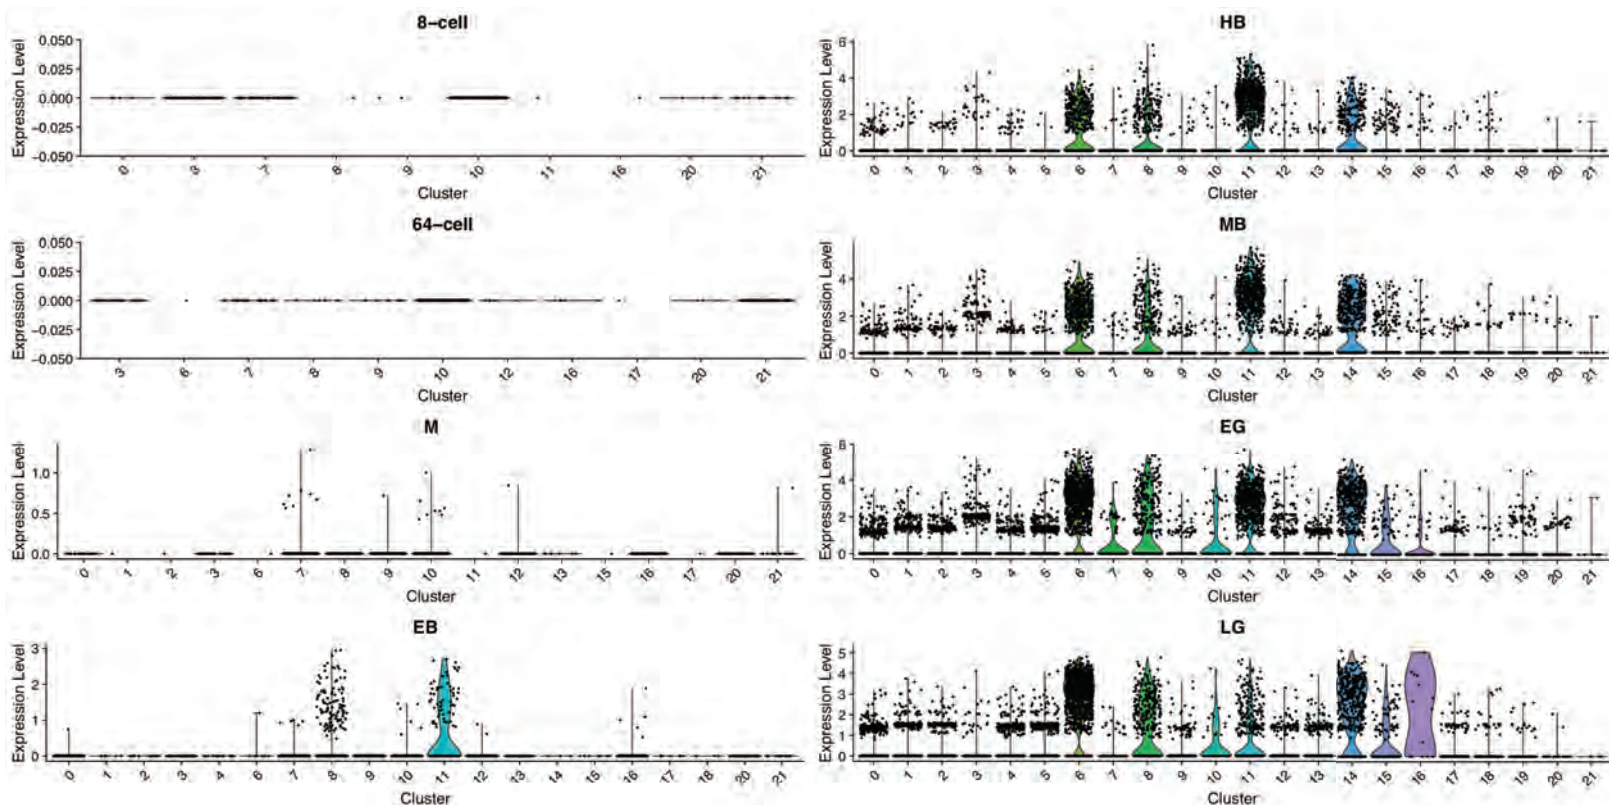 8-cell
Expression Level
0.050
0.025
0.000
-0.025
-0.050
0 3 7 8 9 10 11 16 17 20 21
Cluster
64-cell
Expression Level
0.050
0.025
0.000
-0.025
-0.050
3 6 7 8 9 10 12 16 17 20 21
Cluster
M
Expression Level
1.0
0.5
0.0
0 1 2 3 6 7 8 9 10 11 12 13 14 15 16 17 20 21
Cluster
EB
Expression Level
3
2
1
0
0 1 2 3 4 6 7 8 9 10 11 12 13 14 15 16 17 18 20 21
Cluster
HB
Expression Level
6
4
2
0
0 1 2 3 4 5 6 7 8 9 10 11 12 13 14 15 16 17 18 19 20 21
Cluster
MB
Expression Level
4
2
0
0 1 2 3 4 5 6 7 8 9 10 11 12 13 14 15 16 17 18 19 20 21
Cluster
EG
Expression Level
6
4
2
0
0 1 2 3 4 5 6 7 8 9 10 11 12 13 14 15 16 17 18 19 20 21
Cluster
LG
Expression Level
5
4
3
2
1
0
0 1 2 3 4 5 6 7 8 9 10 11 12 13 14 15 16 17 18 19 20 21
Cluster